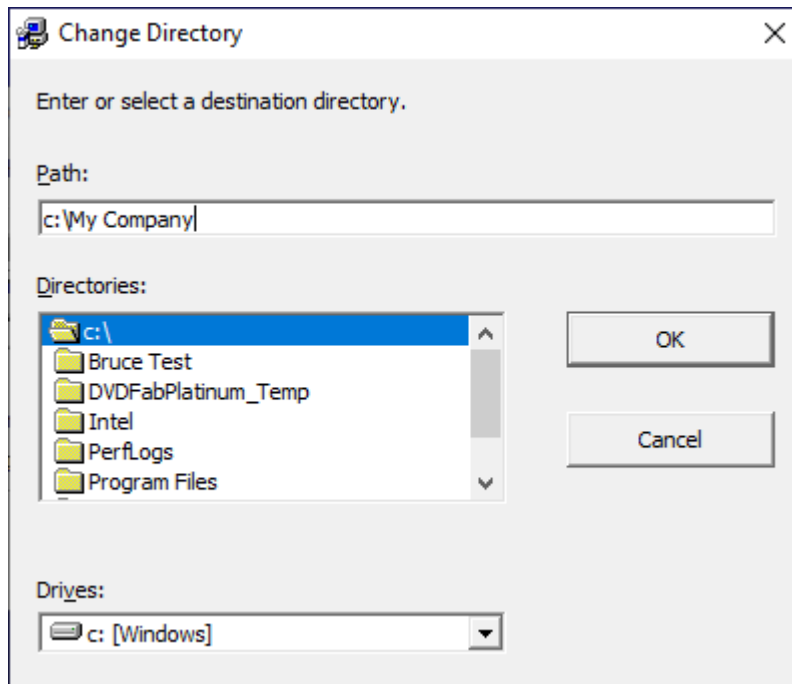 Change Directory
Enter or select a destination directory.
Path:
c:\My Company
Directories:
c:\
Bruce Test
DVDFabPlatinum_Temp
Intel
PerfLogs
Program Files
OK
Cancel
Drives:
c: [Windows]